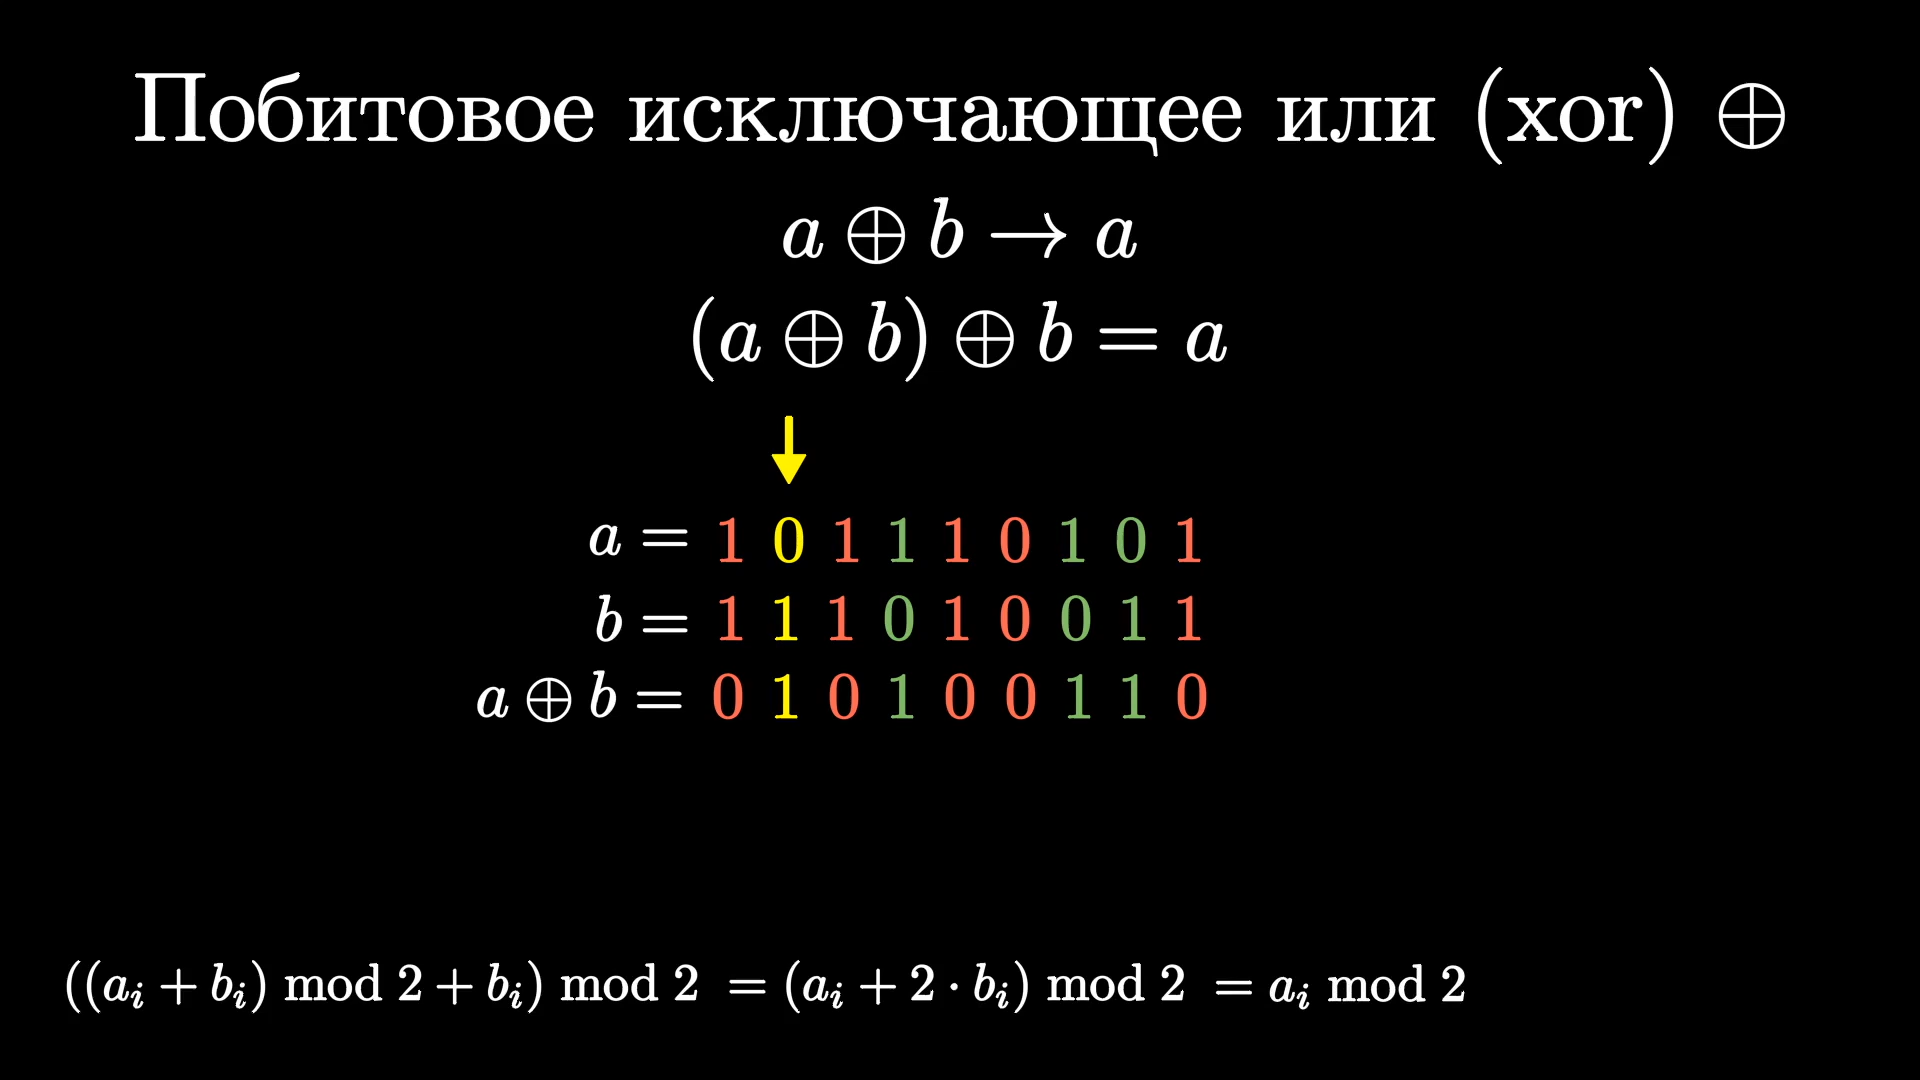 Побитовое исключающее или (xor) ⊕
a ⊕ b → a
(a ⊕ b) ⊕ b = a
a = 1 0 1 1 1 0 1 0 1
b = 1 1 1 0 1 0 0 1 1
a ⊕ b = 0 1 0 1 0 0 1 1 0
((aᵢ + bᵢ) mod 2 + bᵢ) mod 2 = (aᵢ + 2 · bᵢ) mod 2 = aᵢ mod 2